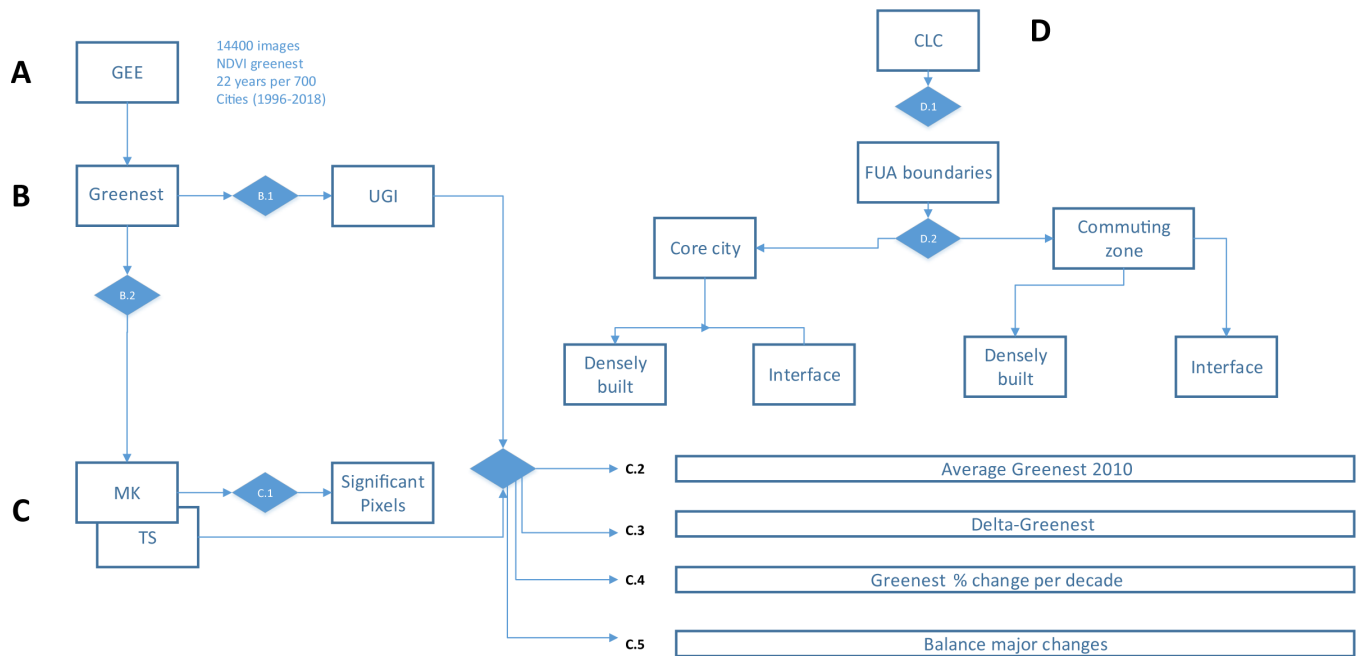 A
GEE
14400 images
NDVI greenest
22 years per 700
Cities (1996-2018)
CLC
D
D.1
FUA boundaries
B
Greenest
B.1
UGI
Core city
D.2
Commuting
zone
B.2
Densely
built
Interface
Densely
built
Interface
C
MK
C.1
Significant
Pixels
TS
C.2
Average Greenest 2010
C.3
Delta-Greenest
C.4
Greenest % change per decade
C.5
Balance major changes